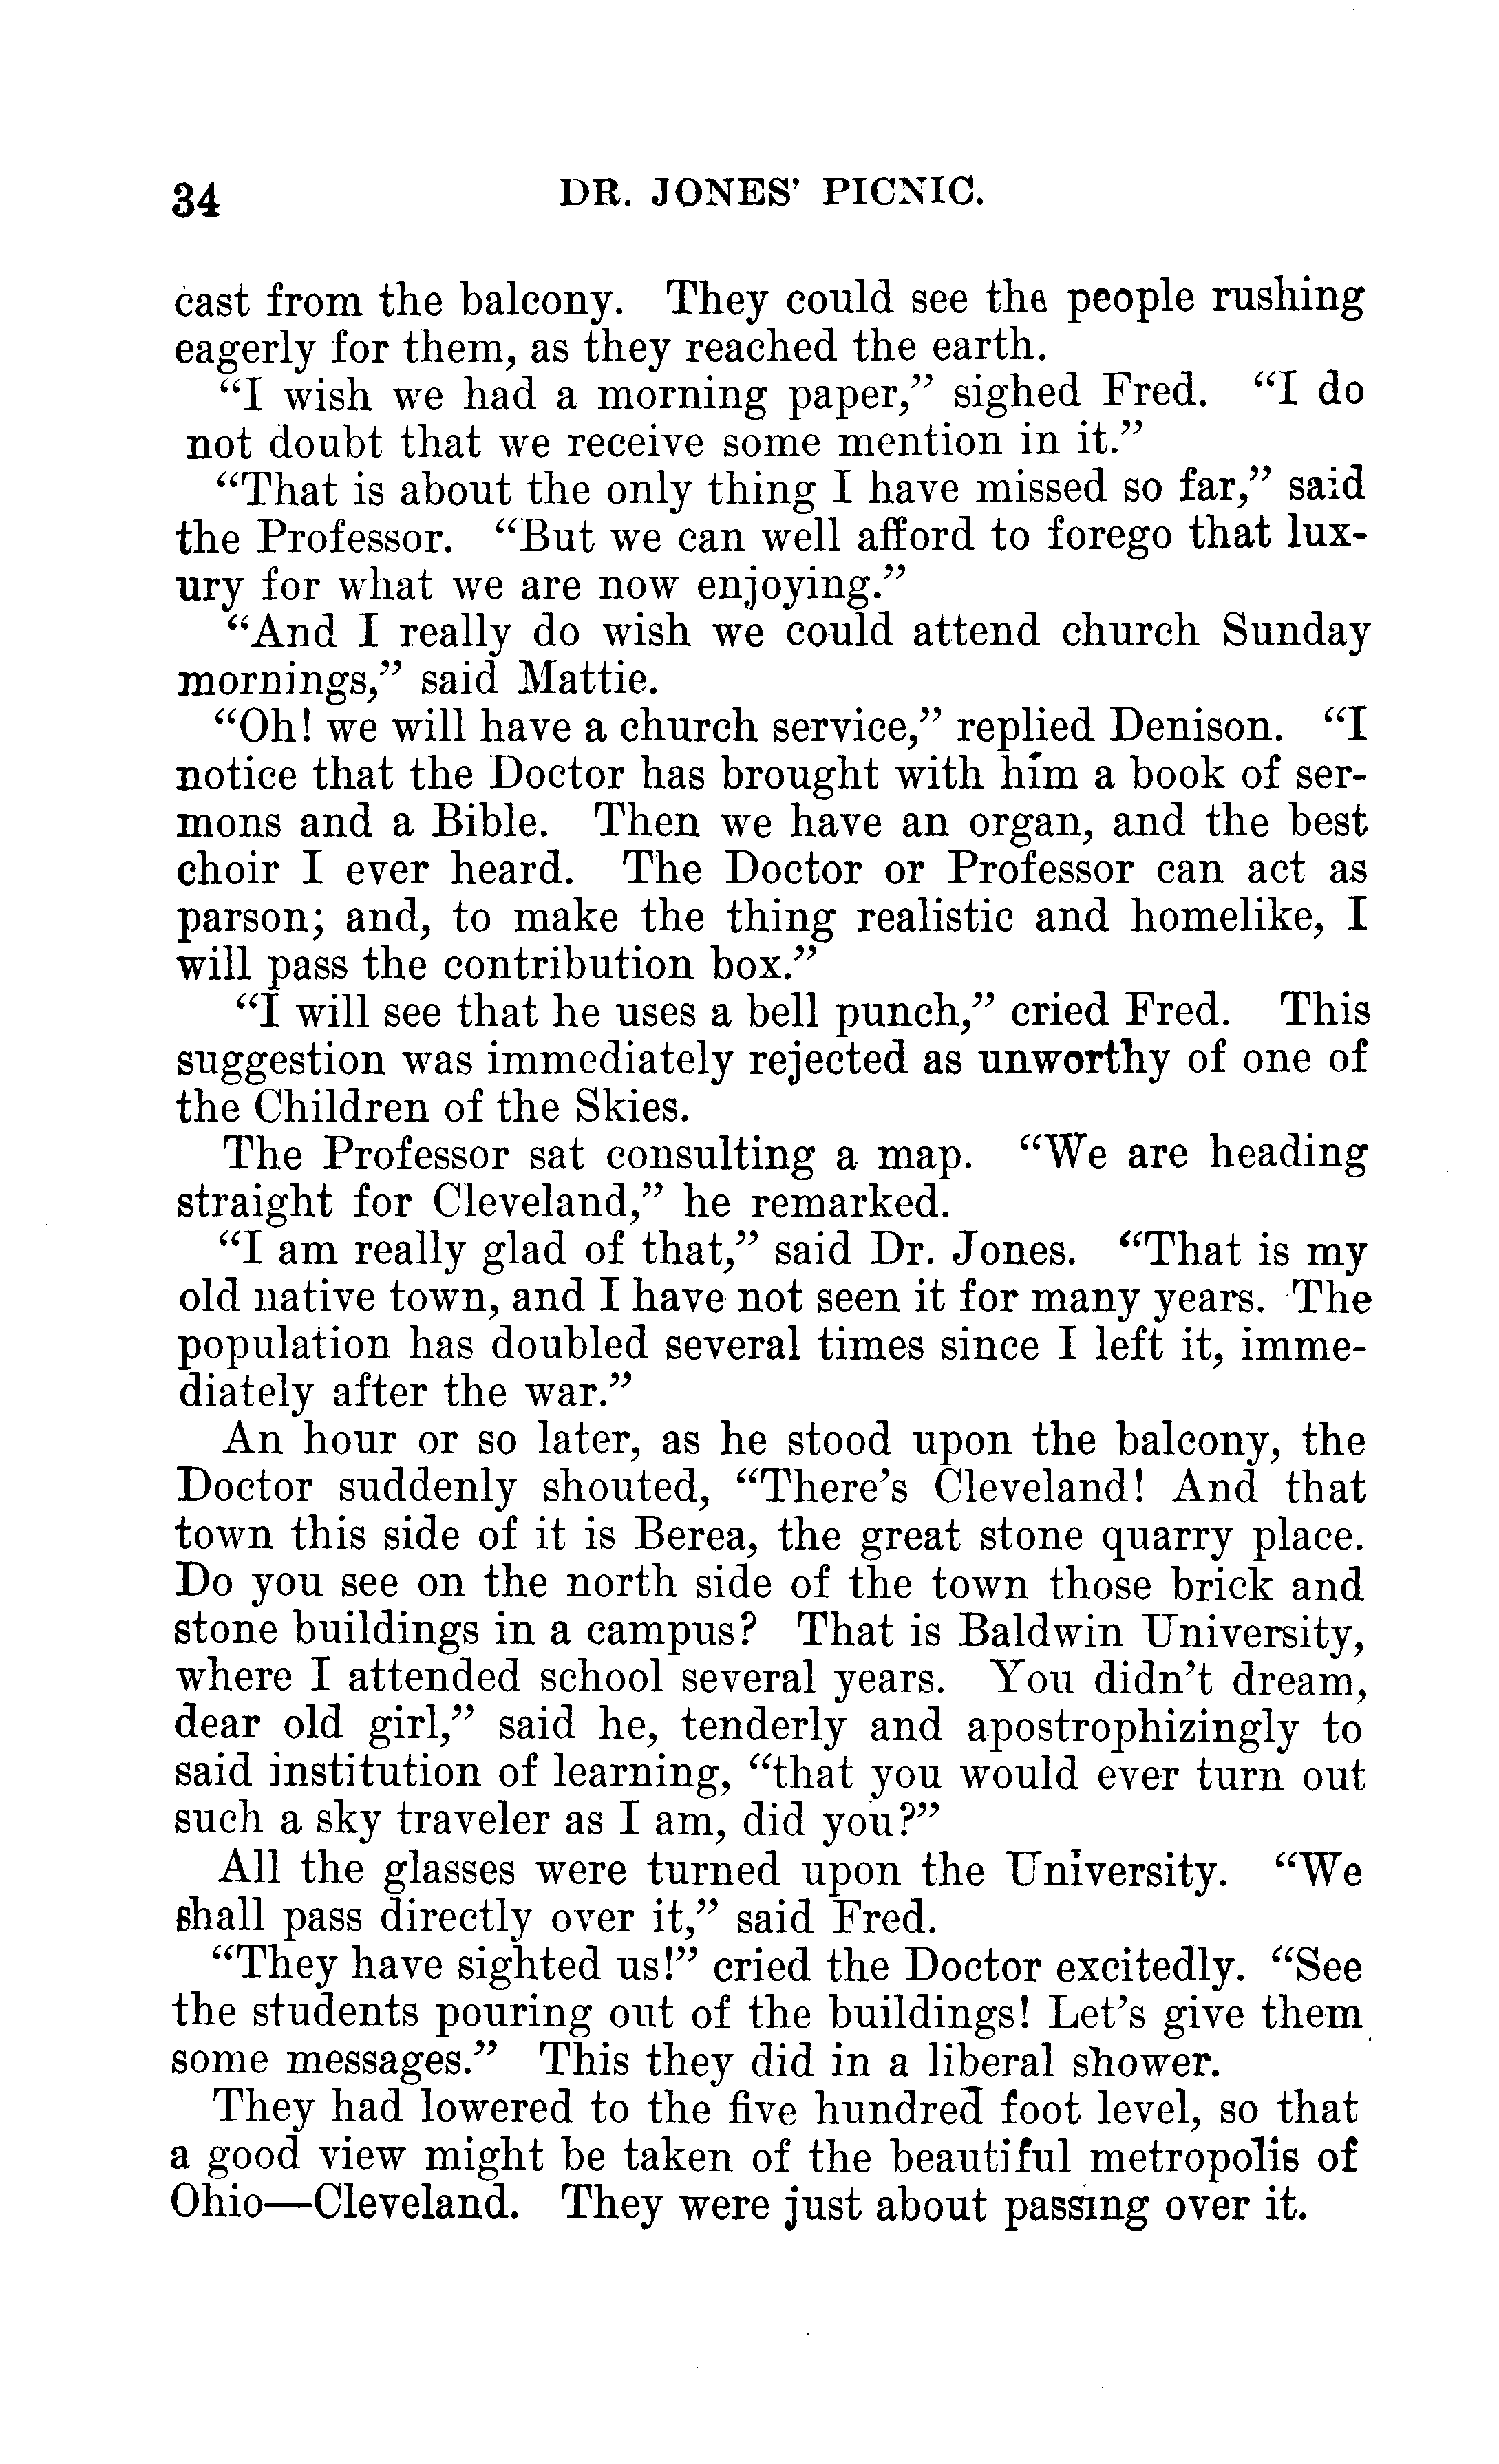 34 DR. JONES' PICNIC.
cast from the balcony. They could see the people rushing
eagerly for them, as they reached the earth.
"I wish we had a morning paper," sighed Fred. "I do
not doubt that we receive some mention in it."
"That is about the only thing I have missed so far," said
the Professor. "But we can well afford to forego that lux-
ury for what we are now enjoying."
"And I really do wish we could attend church Sunday
mornings," said Mattie.
"Oh! we will have a church service," replied Denison. "I
notice that the Doctor has brought with him a book of ser-
mons and a Bible. Then we have an organ, and the best
choir I ever heard. The Doctor or Professor can act as
parson; and, to make the thing realistic and homelike, I
will pass the contribution box."
"I will see that he uses a bell punch," cried Fred. This
suggestion was immediately rejected as unworthy of one of
the Children of the Skies.
The Professor sat consulting a map. "We are heading
straight for Cleveland," he remarked.
"I am really glad of that," said Dr. Jones. "That is my
old native town, and I have not seen it for many years. The
population has doubled several times since I left it, imme-
diately after the war."
An hour or so later, as he stood upon the balcony, the
Doctor suddenly shouted, "There's Cleveland! And that
town this side of it is Berea, the great stone quarry place.
Do you see on the north side of the town those brick and
stone buildings in a campus? That is Baldwin University,
where I attended school several years. You didn't dream,
dear old girl," said he, tenderly and apostrophizingly to
said institution of learning, "that you would ever turn out
such a sky traveler as I am, did you?"
All the glasses were turned upon the University. "We
shall pass directly over it," said Fred.
"They have sighted us!" cried the Doctor excitedly. "See
the students pouring out of the buildings! Let's give them
some messages." This they did in a liberal shower.
They had lowered to the five hundred foot level, so that
a good view might be taken of the beautiful metropolis of
Ohio—Cleveland. They were just about passing over it.